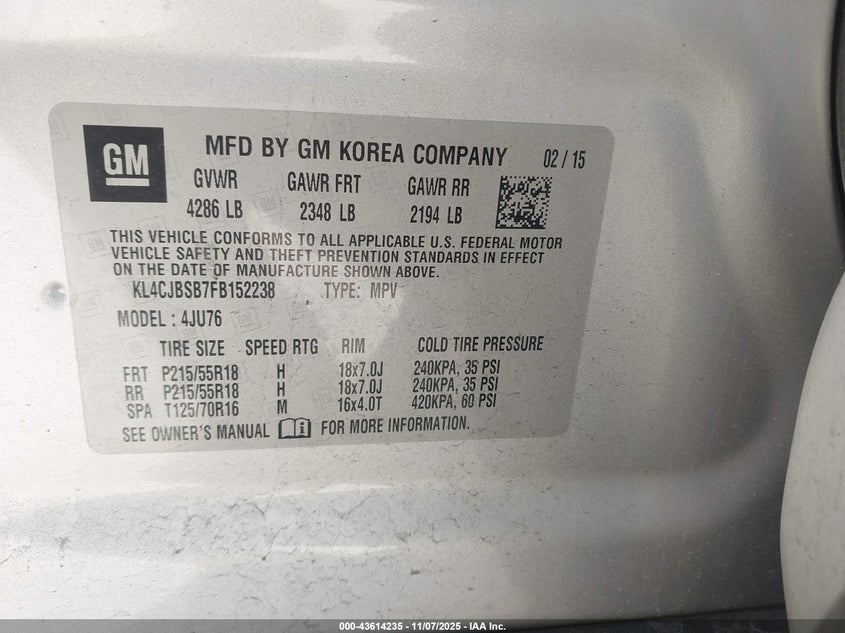 GM
MFD BY GM KOREA COMPANY 02 / 15
GVWR GAWR FRT GAWR RR
4286 LB 2348 LB 2194 LB
THIS VEHICLE CONFORMS TO ALL APPLICABLE U.S. FEDERAL MOTOR
VEHICLE SAFETY AND THEFT PREVENTION STANDARDS IN EFFECT
ON THE DATE OF MANUFACTURE SHOWN ABOVE.
KL4CJBSB7FB152238 TYPE: MPV
MODEL : 4JU76
TIRE SIZE SPEED RTG RIM COLD TIRE PRESSURE
FRT P215/55R18 H 18x7.0J 240KPA, 35 PSI
RR P215/55R18 H 18x7.0J 240KPA, 35 PSI
SPA T125/70R16 M 16x4.0T 420KPA, 60 PSI
SEE OWNER'S MANUAL FOR MORE INFORMATION.
000-43614235 - 11/07/2025 - IAA Inc.